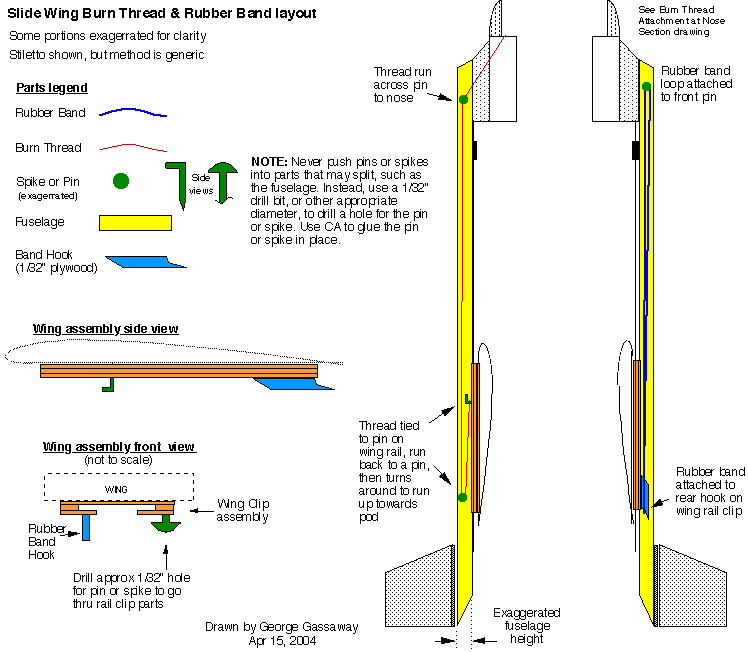 Slide Wing Burn Thread & Rubber Band layout
Some portions exagerrated for clarity
Stiletto shown, but method is generic
Parts legend
Rubber Band
Burn Thread
Spike or Pin
(exagerrated)
Side
views
Fuselage
Band Hook
(1/32" plywood)
NOTE: Never push pins or spikes
into parts that may split, such as
the fuselage. Instead, use a 1/32"
drill bit, or other appropriate
diameter, to drill a hole for the pin
or spike. Use CA to glue the pin
or spike in place.
Wing assembly side view
Wing assembly front view
(not to scale)
WING
Wing Clip
assembly
Rubber
Band
Hook
Drill approx 1/32" hole
for pin or spike to go
thru rail clip parts
Drawn by George Gassaway
Apr 15, 2004
Thread run
across pin
to nose
Thread tied
to pin on
wing rail, run
back to a pin,
then turns
around to run
up towards
pod
Exaggerated
fuselage
height
See Burn Thread
Attachment at Nose
Section drawing
Rubber band
loop attached
to front pin
Rubber band
attached to
rear hook on
wing rail clip